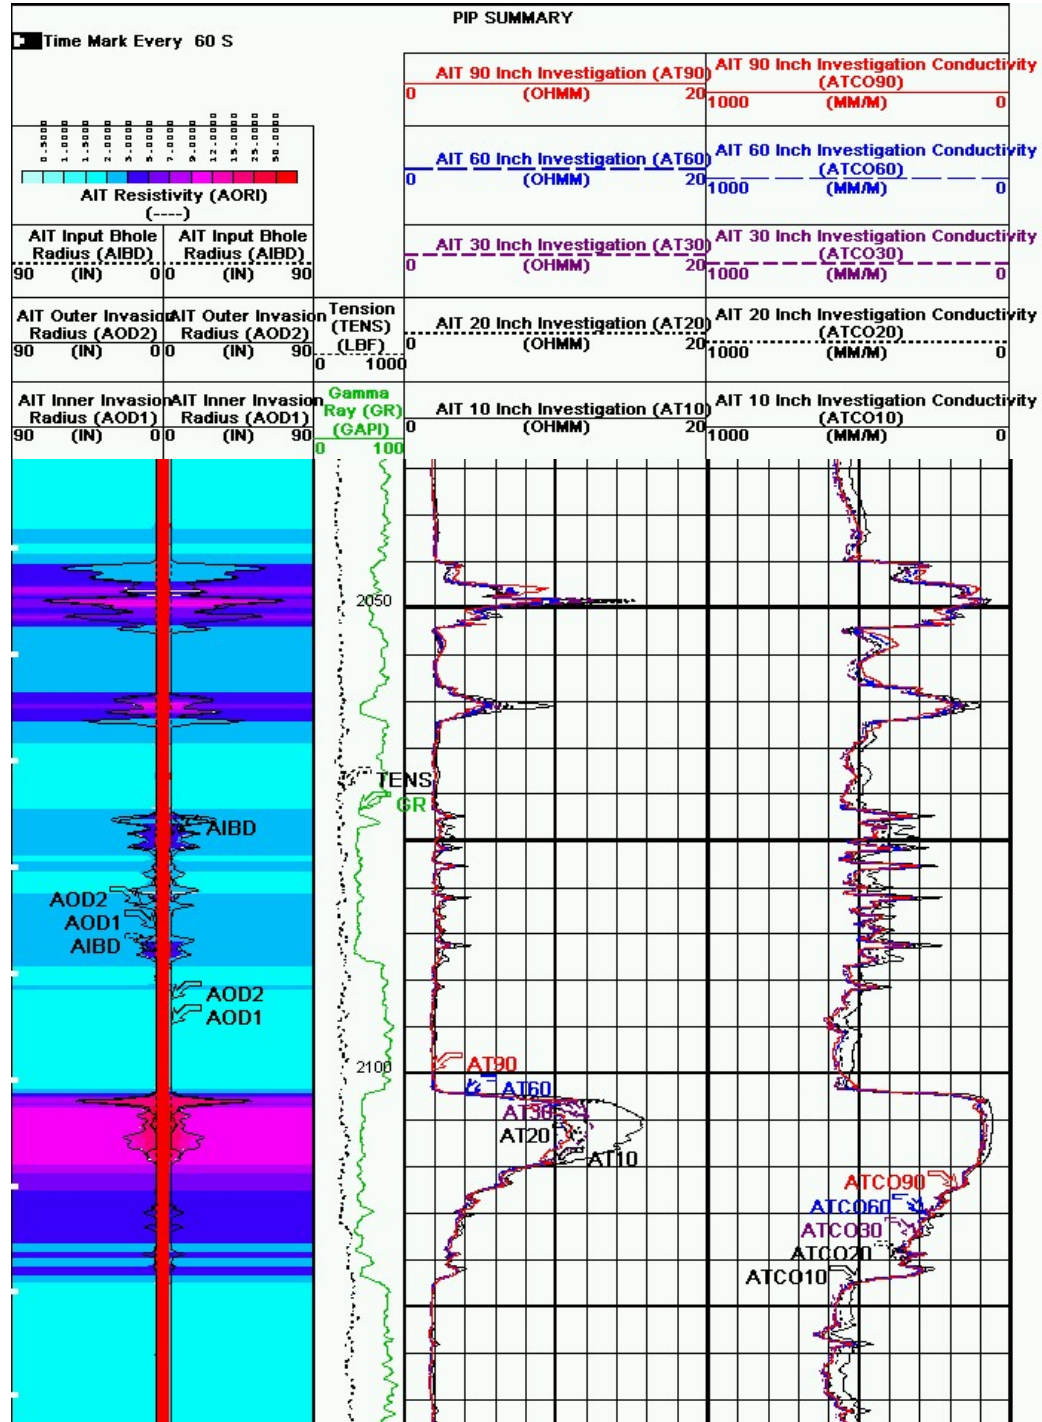 PIP SUMMARY
Time Mark Every 60 S
AIT 90 Inch Investigation (AT90)
0 (OHMM) 20
AIT 90 Inch Investigation Conductivity
(ATCO90)
1000 (MM/M) 0
0.5000 1.0000 1.5000 2.0000 3.0000 5.0000 7.0000 9.0000 12.0000 15.0000 25.0000 50.0000
AIT Resistivity (AORI)
(----)
AIT 60 Inch Investigation (AT60)
0 (OHMM) 20
AIT 60 Inch Investigation Conductivity
(ATCO60)
1000 (MM/M) 0
AIT Input Bhole
Radius (AIBD)
90 (IN) 0
AIT Input Bhole
Radius (AIBD)
0 (IN) 90
AIT 30 Inch Investigation (AT30)
0 (OHMM) 20
AIT 30 Inch Investigation Conductivity
(ATCO30)
1000 (MM/M) 0
AIT Outer Invasion
Radius (AOD2)
90 (IN) 0
AIT Outer Invasion
Radius (AOD2)
0 (IN) 90
Tension
(TENS)
(LBF)
0 1000
AIT 20 Inch Investigation (AT20)
0 (OHMM) 20
AIT 20 Inch Investigation Conductivity
(ATCO20)
1000 (MM/M) 0
AIT Inner Invasion
Radius (AOD1)
90 (IN) 0
AIT Inner Invasion
Radius (AOD1)
0 (IN) 90
Gamma
Ray (GR)
(GAPI)
0 100
AIT 10 Inch Investigation (AT10)
0 (OHMM) 20
AIT 10 Inch Investigation Conductivity
(ATCO10)
1000 (MM/M) 0
2050
TENS
GR
AIBD
AOD2
AOD1
AIBD
AOD2
AOD1
2100
AT90
AT60
AT30
AT20
AT10
ATCO90
ATCO60
ATCO30
ATCO20
ATCO10